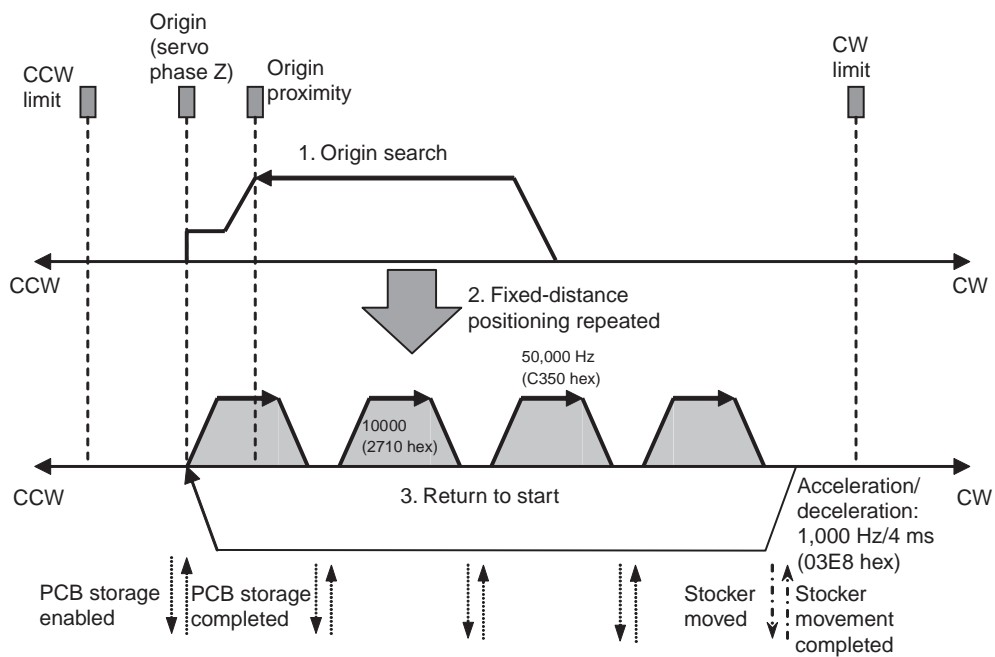 Origin
(servo
phase Z)
CCW
limit
Origin
proximity
CW
limit
1. Origin search
CCW
CW
2. Fixed-distance
positioning repeated
50,000 Hz
(C350 hex)
10000
(2710 hex)
3. Return to start
CCW
CW
Acceleration/
deceleration:
1,000 Hz/4 ms
(03E8 hex)
PCB storage
enabled
PCB storage
completed
Stocker
moved
Stocker
movement
completed